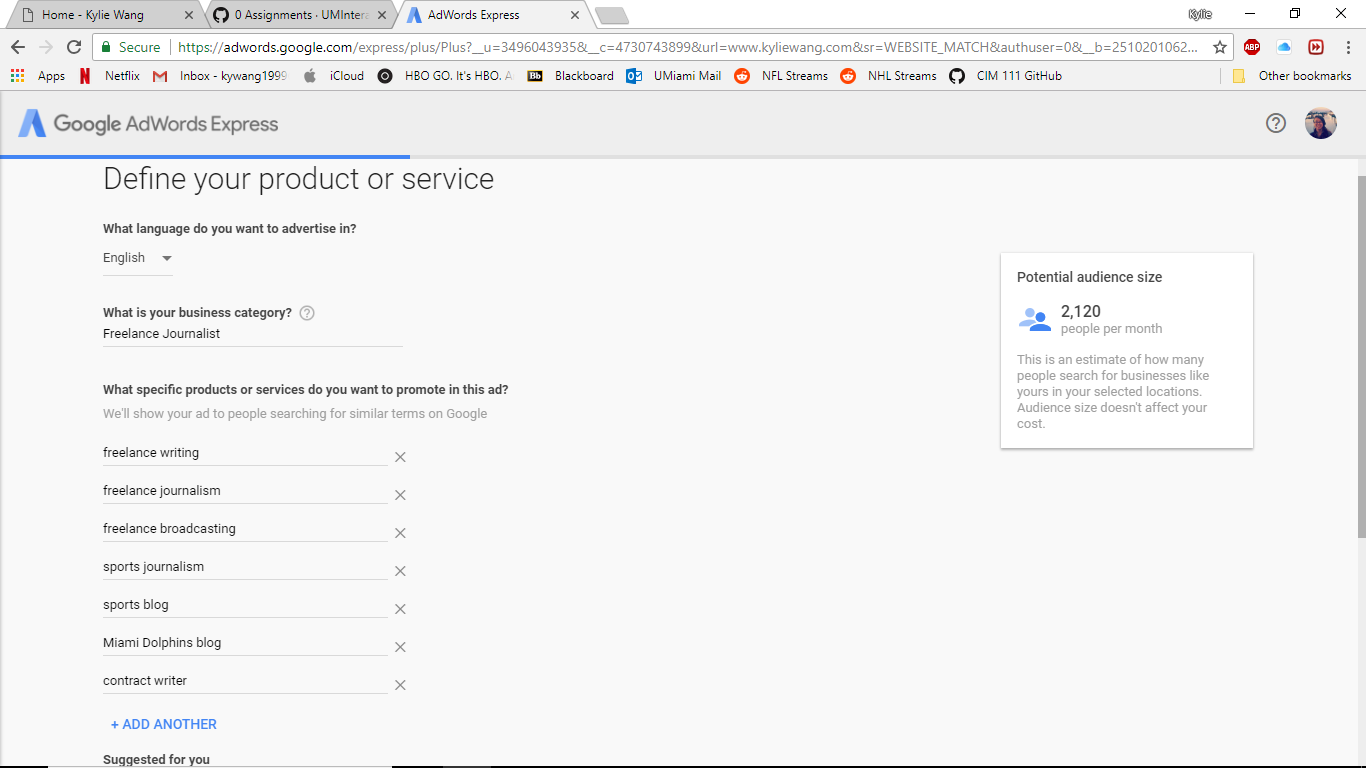 Home - Kylie Wang
0 Assignments · UMIntera
AdWords Express
Kylie
Secure
https://adwords.google.com/express/plus/Plus?__u=3496043935&__c=4730743899&url=www.kyliewang.com&sr=WEBSITE_MATCH&authuser=0&__b=2510201062...
ABP
Apps
Netflix
Inbox - kywang1999
iCloud
HBO GO. It's HBO. A
Bb
Blackboard
UMiami Mail
NFL Streams
NHL Streams
CIM 111 GitHub
Other bookmarks
Google AdWords Express
Define your product or service
What language do you want to advertise in?
English
What is your business category?
Freelance Journalist
What specific products or services do you want to promote in this ad?
We'll show your ad to people searching for similar terms on Google
freelance writing
freelance journalism
freelance broadcasting
sports journalism
sports blog
Miami Dolphins blog
contract writer
+ ADD ANOTHER
Suggested for you
Potential audience size
2,120
people per month
This is an estimate of how many
people search for businesses like
yours in your selected locations.
Audience size doesn't affect your
cost.